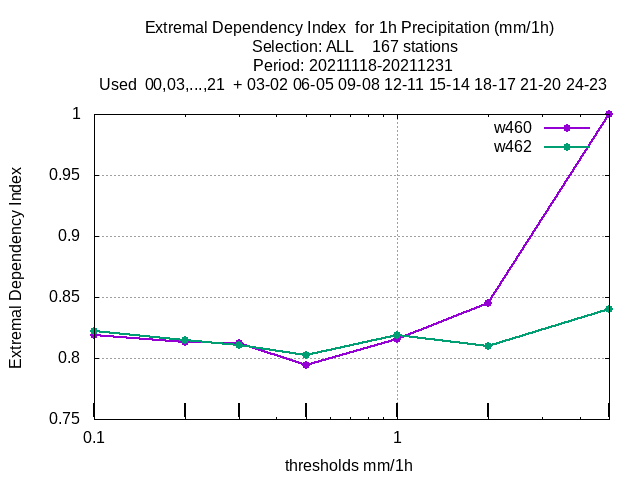 Extremal Dependency Index  for 1h Precipitation (mm/1h)
Selection: ALL    167 stations
Period: 20211118-20211231
Used  00,03,...,21  + 03-02 06-05 09-08 12-11 15-14 18-17 21-20 24-23
1
0.95
0.9
0.85
0.8
0.75
Extremal Dependency Index
w460
w462
0.1
1
thresholds mm/1h